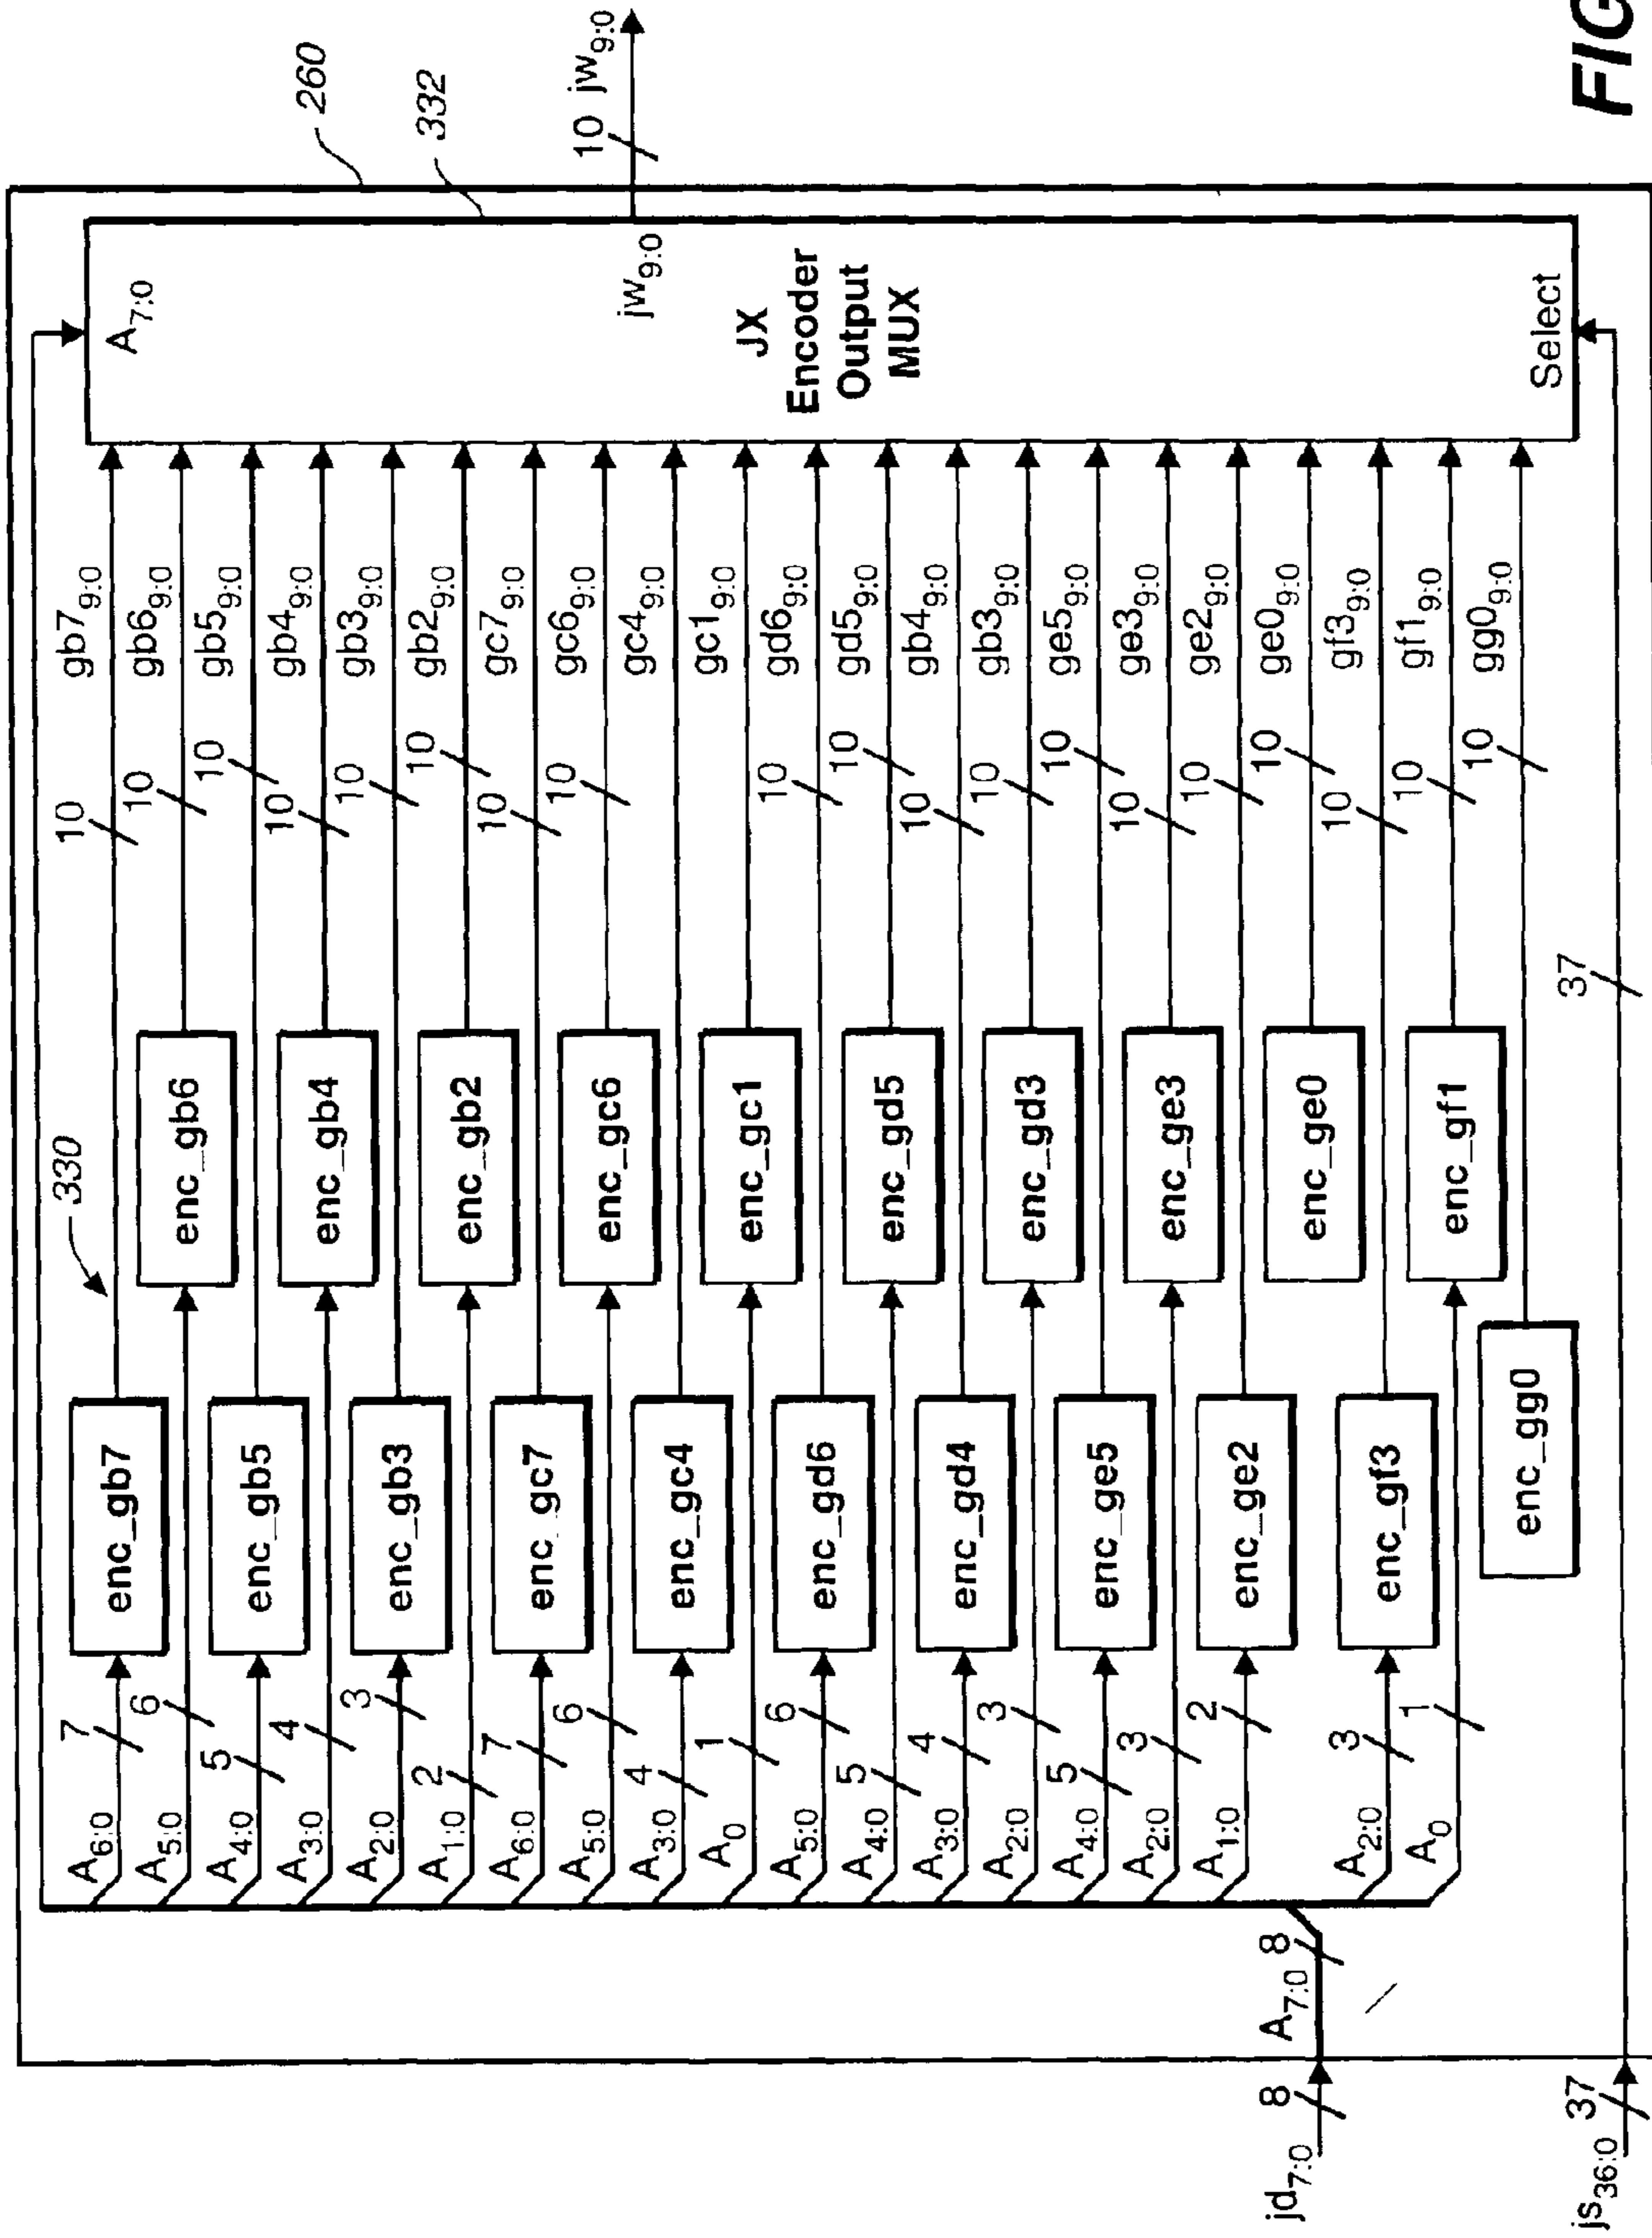 330
260
332
A6:0
7
enc_gb7
10
gb79:0
A5:0
6
enc_gb6
10
gb69:0
A4:0
5
enc_gb5
10
gb59:0
A3:0
4
enc_gb4
10
gb49:0
A2:0
3
enc_gb3
10
gb39:0
A1:0
2
enc_gb2
10
gb29:0
A6:0
7
enc_gc7
10
gc79:0
A5:0
6
enc_gc6
10
gc69:0
A3:0
4
enc_gc4
gc49:0
A0
1
enc_gc1
gc19:0
A5:0
6
enc_gd6
10
gd69:0
A4:0
5
enc_gd5
10
gd59:0
A3:0
4
enc_gd4
10
gb49:0
A2:0
3
enc_gd3
10
gb39:0
A4:0
5
enc_ge5
10
ge59:0
A2:0
3
enc_ge3
10
ge39:0
A1:0
2
enc_ge2
10
ge29:0
enc_ge0
10
ge09:0
A2:0
3
enc_gf3
10
gf39:0
A0
1
enc_gf1
10
gf19:0
enc_gg0
10
gg09:0
A7:0
JX
Encoder
Output
MUX
Select
jw9:0
10 jw9:0
jd7:0
8
A7:0
8
js36:0
37
37
FIG